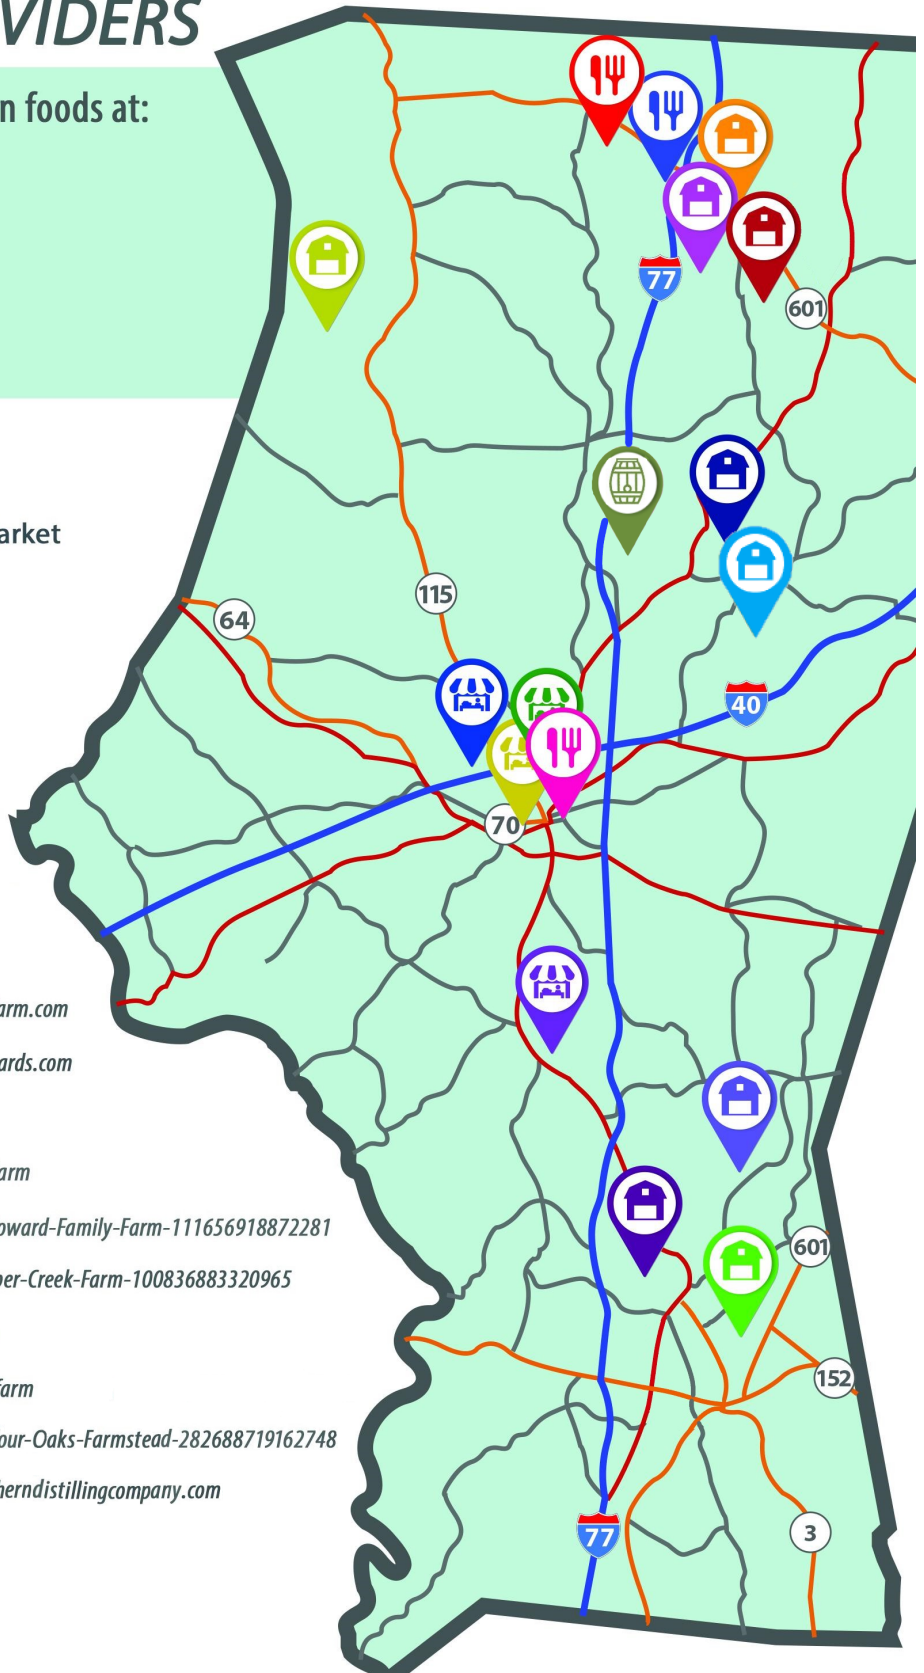 VIDERS
n foods at:
77
601
arket
115
64
40
70
arm.com
ards.com
arm
oward-Family-Farm-111656918872281
601
per-Creek-Farm-100836883320965
152
farm
our-Oaks-Farmstead-282688719162748
herndistillingcompany.com
77
3